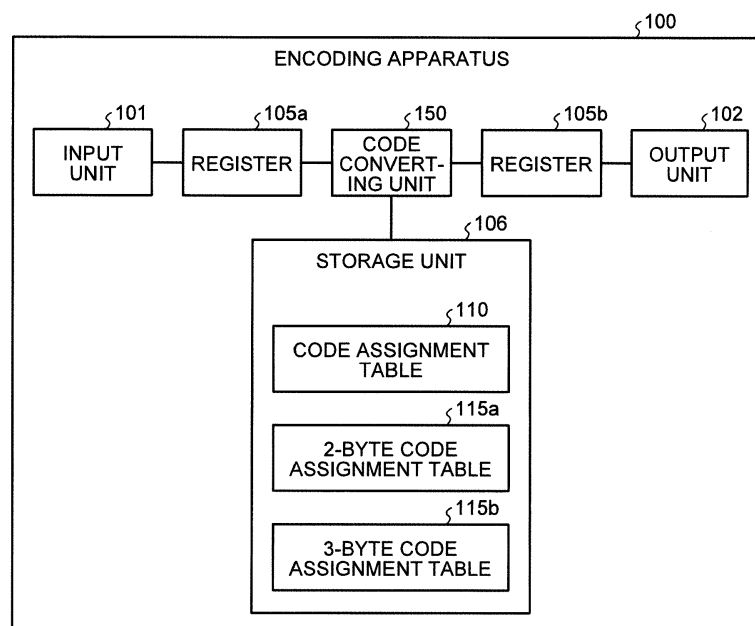 100
ENCODING APPARATUS
101
105a
150
105b
102
INPUT
UNIT
REGISTER
CODE
CONVERT-
ING UNIT
REGISTER
OUTPUT
UNIT
106
STORAGE UNIT
110
CODE ASSIGNMENT
TABLE
115a
2-BYTE CODE
ASSIGNMENT TABLE
115b
3-BYTE CODE
ASSIGNMENT TABLE